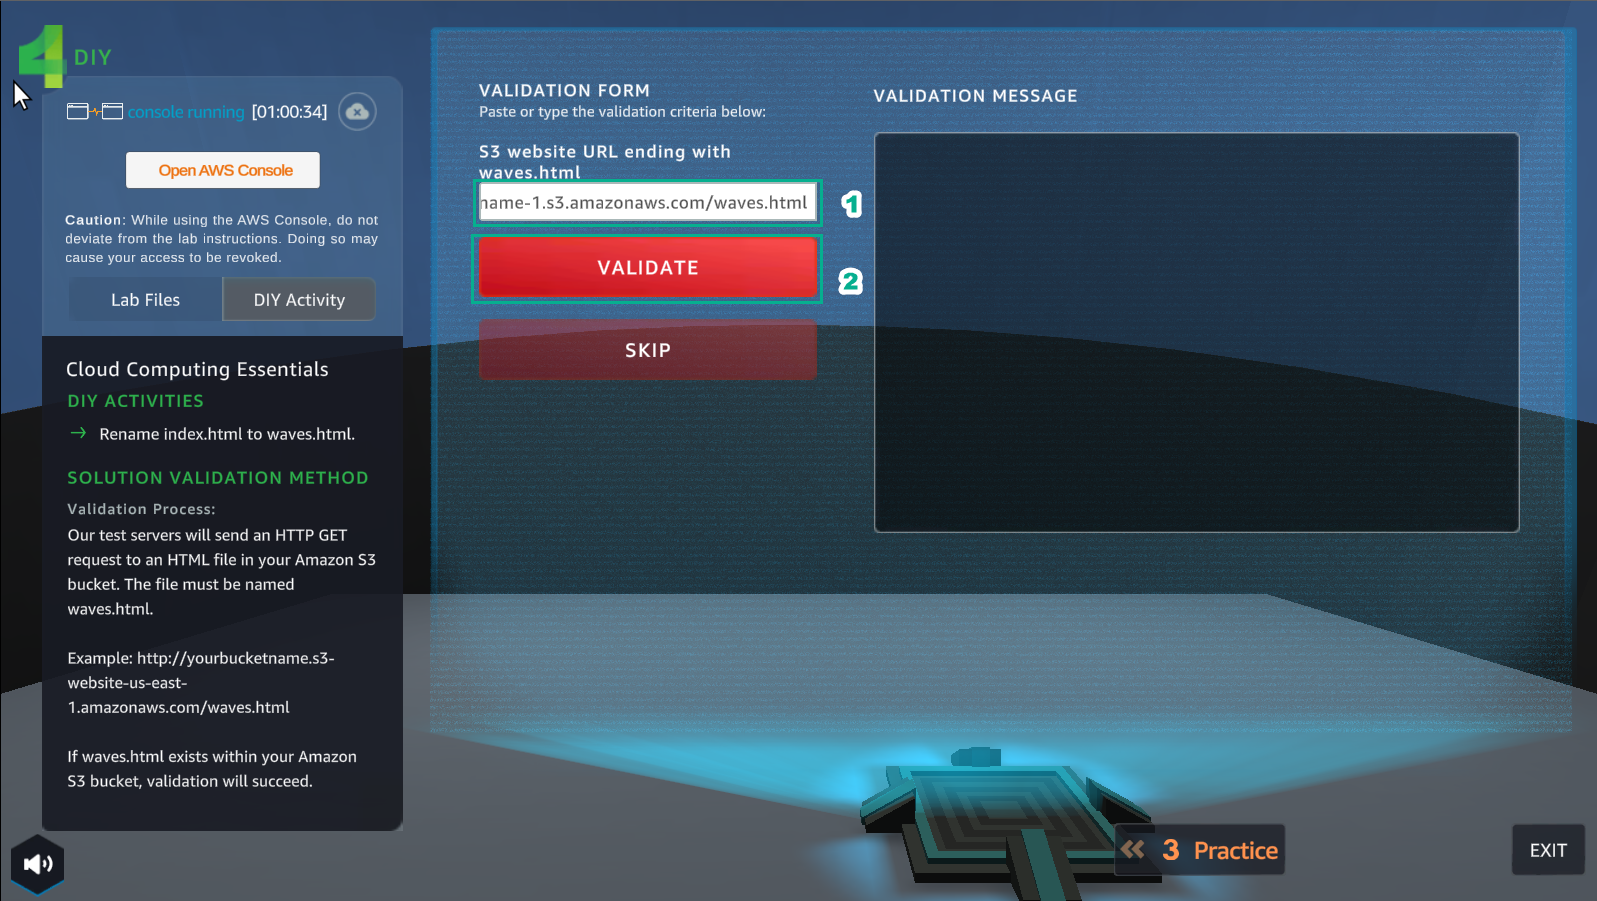 4 DIY
console running [01:00:34]
Open AWS Console
Caution: While using the AWS Console, do not
deviate from the lab instructions. Doing so may
cause your access to be revoked.
Lab Files
DIY Activity
Cloud Computing Essentials
DIY ACTIVITIES
→ Rename index.html to waves.html.
SOLUTION VALIDATION METHOD
Validation Process:
Our test servers will send an HTTP GET
request to an HTML file in your Amazon S3
bucket. The file must be named
waves.html.
Example: http://yourbucketname.s3-
website-us-east-
1.amazonaws.com/waves.html
If waves.html exists within your Amazon
S3 bucket, validation will succeed.
VALIDATION FORM
Paste or type the validation criteria below:
S3 website URL ending with
waves.html
name-1.s3.amazonaws.com/waves.html
1
VALIDATE
2
SKIP
VALIDATION MESSAGE
3 Practice
EXIT